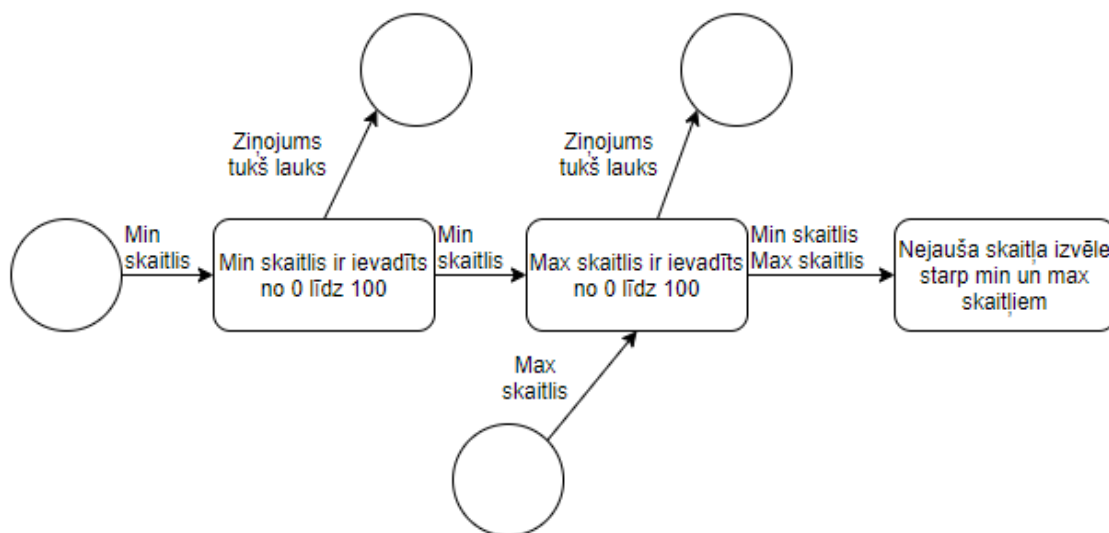 Ziņojums
tukš lauks
Ziņojums
tukš lauks
Min
skaitlis
Min skaitlis ir ievadīts
no 0 līdz 100
Min
skaitlis
Max skaitlis ir ievadīts
no 0 līdz 100
Min skaitlis
Max skaitlis
Nejauša skaitļa izvēle
starp min un max
skaitļiem
Max
skaitlis